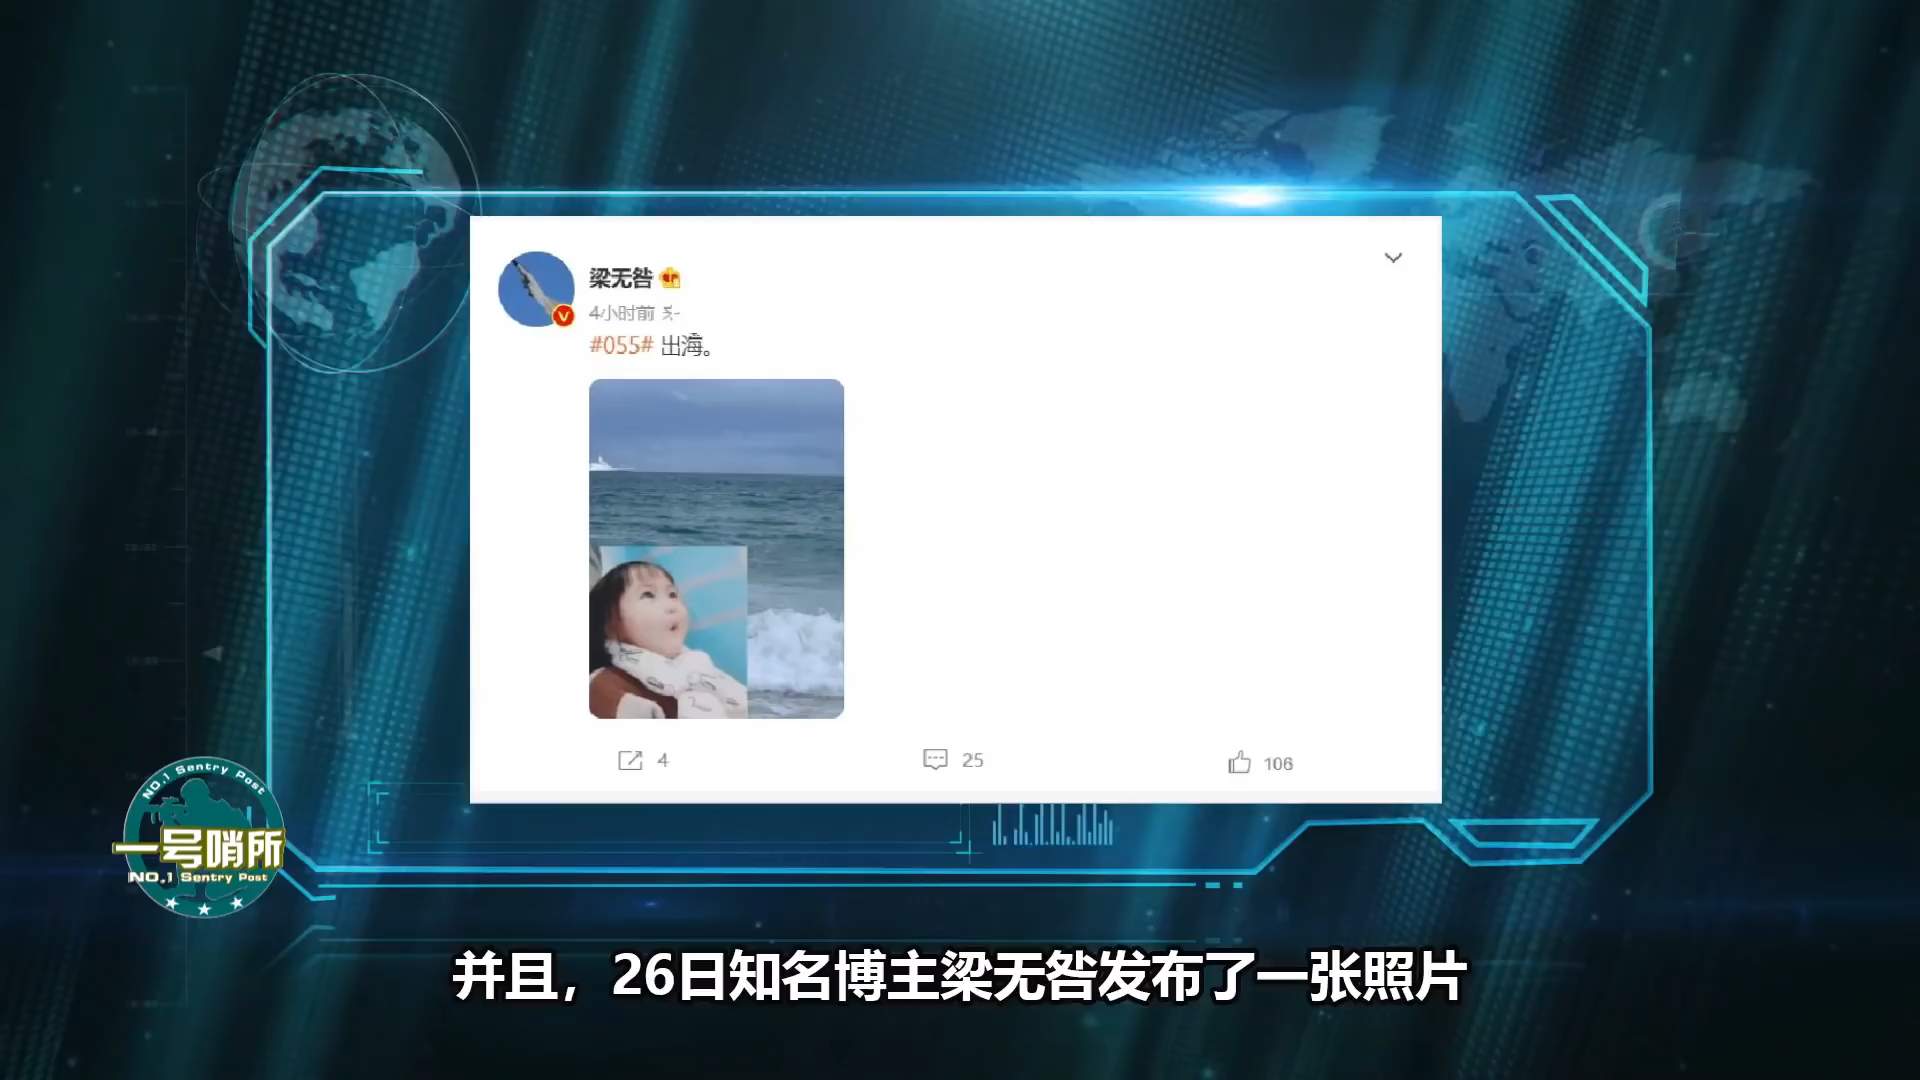 梁无咎
4小时前
#055# 出海。
4
25
106
NO.1 Sentry Post
一号哨所
NO.1 Sentry Post
并且，26日知名博主梁无咎发布了一张照片